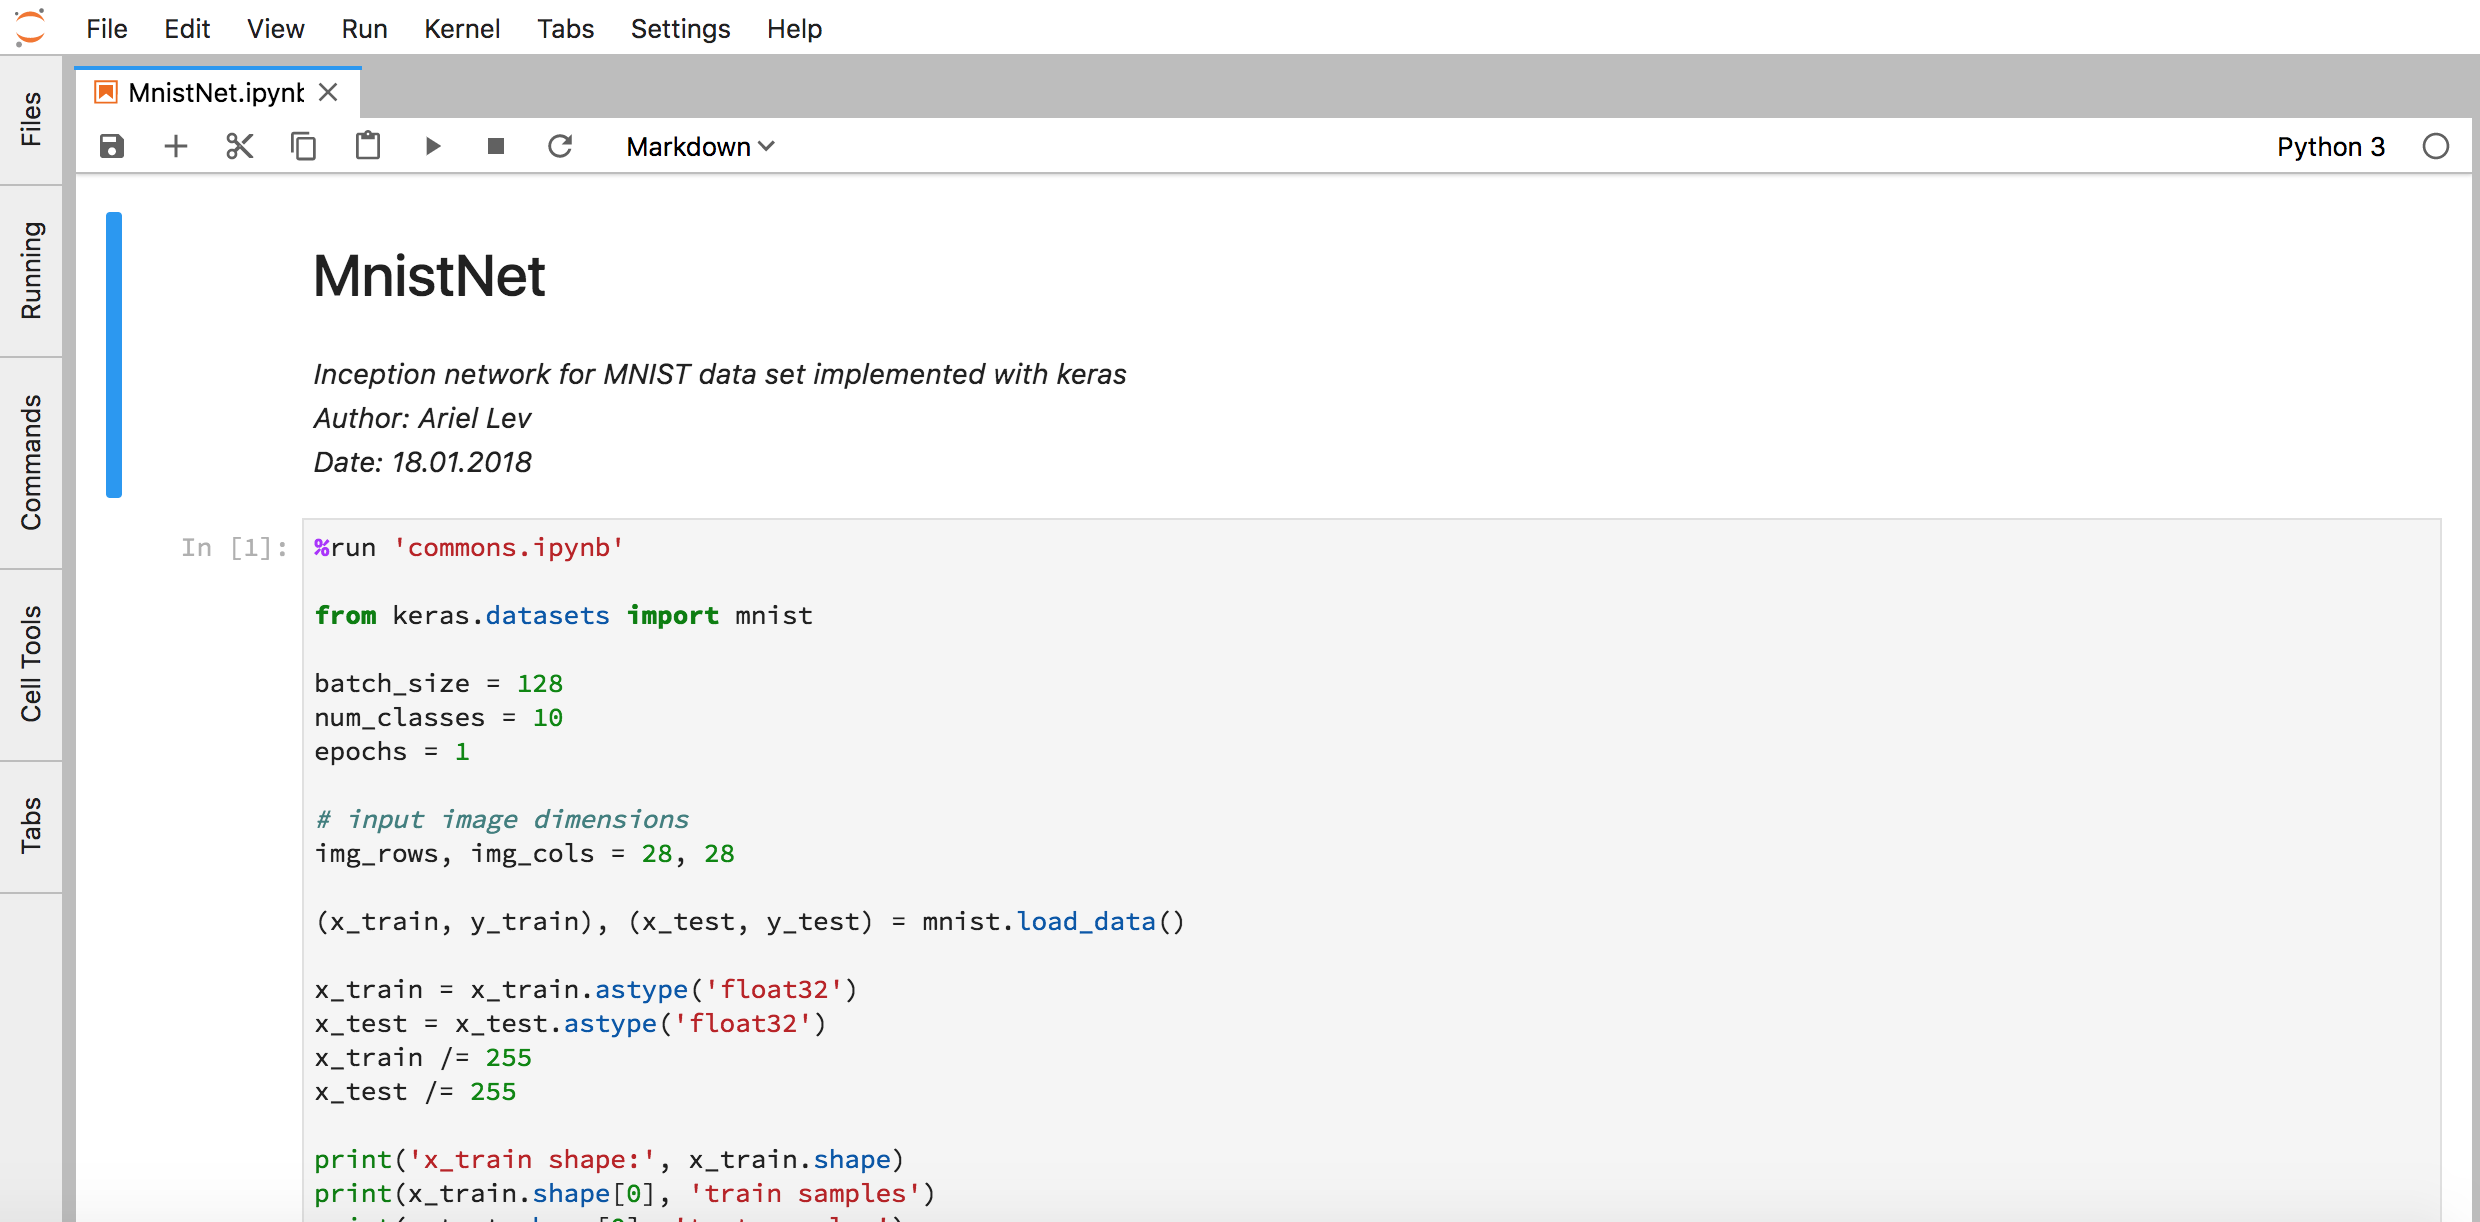 File Edit View Run Kernel Tabs Settings Help
Files
Running
Commands
Cell Tools
Tabs
MnistNet.ipynb
Markdown
Python 3
MnistNet
Inception network for MNIST data set implemented with keras
Author: Ariel Lev
Date: 18.01.2018
In [1]:
%run 'commons.ipynb'
from keras.datasets import mnist
batch_size = 128
num_classes = 10
epochs = 1
# input image dimensions
img_rows, img_cols = 28, 28
(x_train, y_train), (x_test, y_test) = mnist.load_data()
x_train = x_train.astype('float32')
x_test = x_test.astype('float32')
x_train /= 255
x_test /= 255
print('x_train shape:', x_train.shape)
print(x_train.shape[0], 'train samples')